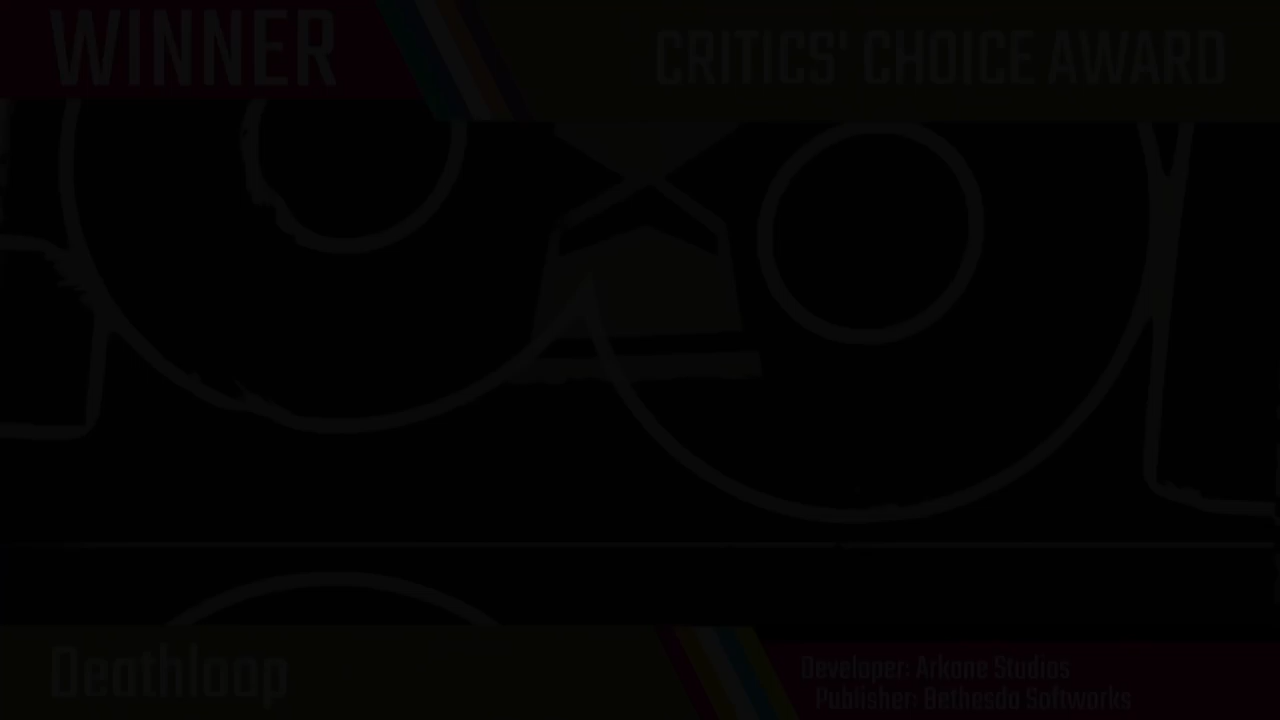 WINNER
CRITICS' CHOICE AWARD
Deathloop
Developer: Arkane Studios
Publisher: Bethesda Softworks